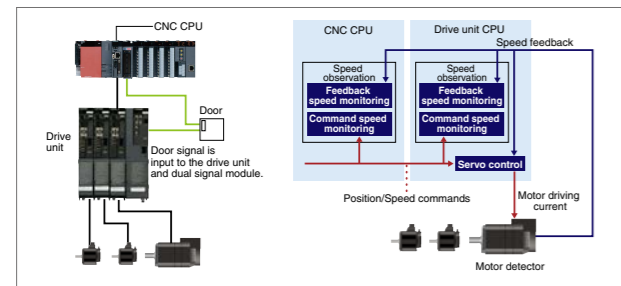 CNC CPU
Door
Drive
unit
Door signal is
input to the drive unit
and dual signal module.
CNC CPU
Drive unit CPU
Speed feedback
Speed
observation
Feedback
speed monitoring
Command speed
monitoring
Speed
observation
Feedback
speed monitoring
Command speed
monitoring
Servo control
Position/Speed commands
Motor driving
current
Motor detector